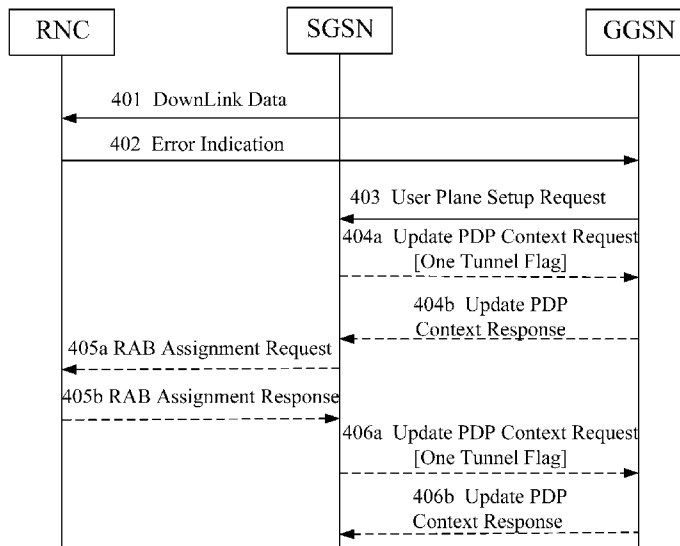 RNC SGSN GGSN
401 DownLink Data
402 Error Indication
403 User Plane Setup Request
404a Update PDP Context Request
[One Tunnel Flag]
404b Update PDP
Context Response
405a RAB Assignment Request
405b RAB Assignment Response
406a Update PDP Context Request
[One Tunnel Flag]
406b Update PDP
Context Response